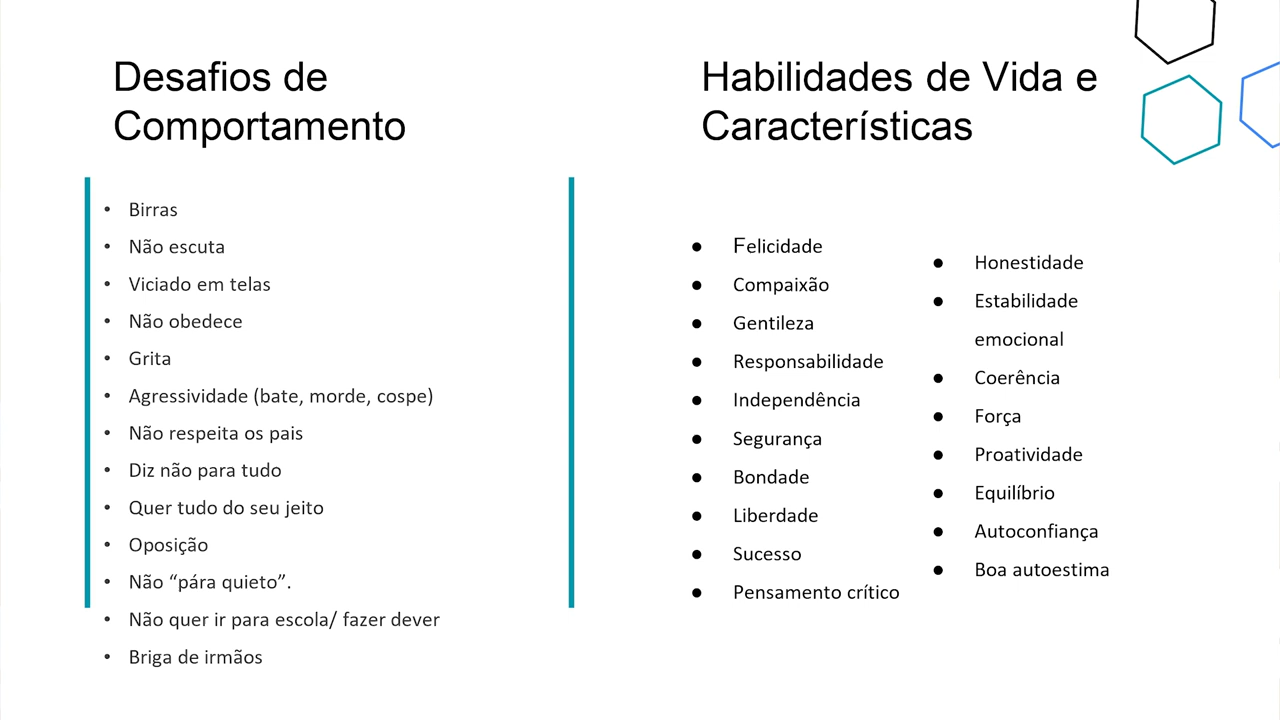 Desafios de
Comportamento
• Birras
• Não escuta
• Viciado em telas
• Não obedece
• Grita
• Agressividade (bate, morde, cospe)
• Não respeita os pais
• Diz não para tudo
• Quer tudo do seu jeito
• Oposição
• Não “pára quieto”.
• Não quer ir para escola/ fazer dever
• Briga de irmãos
Habilidades de Vida e
Características
● Felicidade
● Compaixão
● Gentileza
● Responsabilidade
● Independência
● Segurança
● Bondade
● Liberdade
● Sucesso
● Pensamento crítico
● Honestidade
● Estabilidade
emocional
● Coerência
● Força
● Proatividade
● Equilíbrio
● Autoconfiança
● Boa autoestima